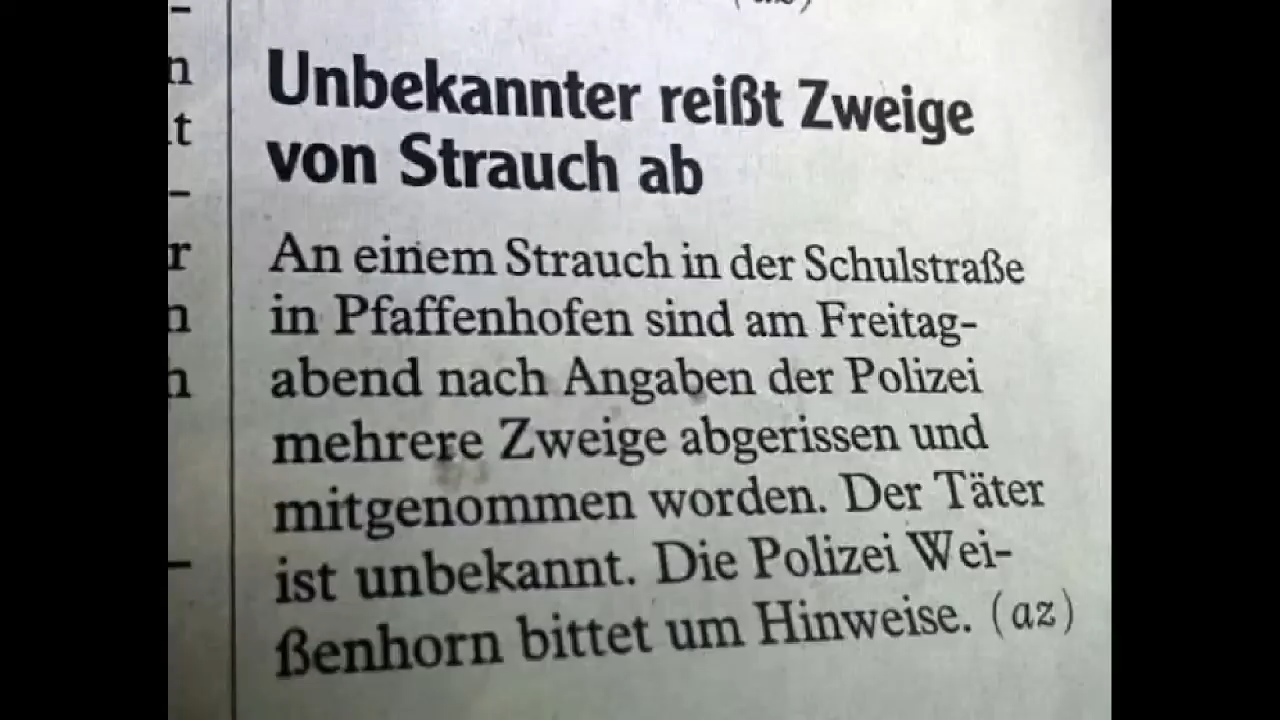 Unbekannter reißt Zweige
von Strauch ab
An einem Strauch in der Schulstraße
in Pfaffenhofen sind am Freitag-
abend nach Angaben der Polizei
mehrere Zweige abgerissen und
mitgenommen worden. Der Täter
ist unbekannt. Die Polizei Wei-
ßenhorn bittet um Hinweise. (az)